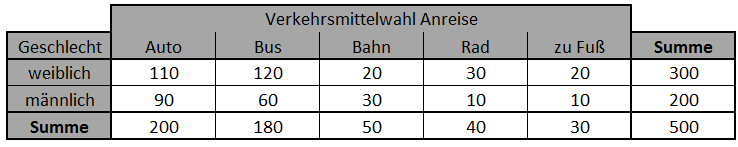 Verkehrsmittelwahl Anreise
Geschlecht Auto Bus Bahn Rad zu Fuß Summe
weiblich 110 120 20 30 20 300
männlich 90 60 30 10 10 200
Summe 200 180 50 40 30 500